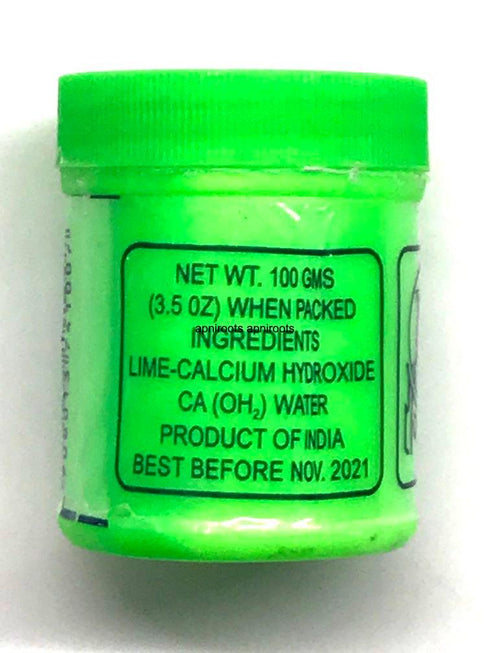 NET WT. 100 GMS
(3.5 0Z) WHEN PACKED
apniroots apniroots
INGREDIENTS
LIME-CALCIUM HYDROXIDE
CA (OH₂) WATER
PRODUCT OF INDIA
BEST BEFORE NOV. 2021